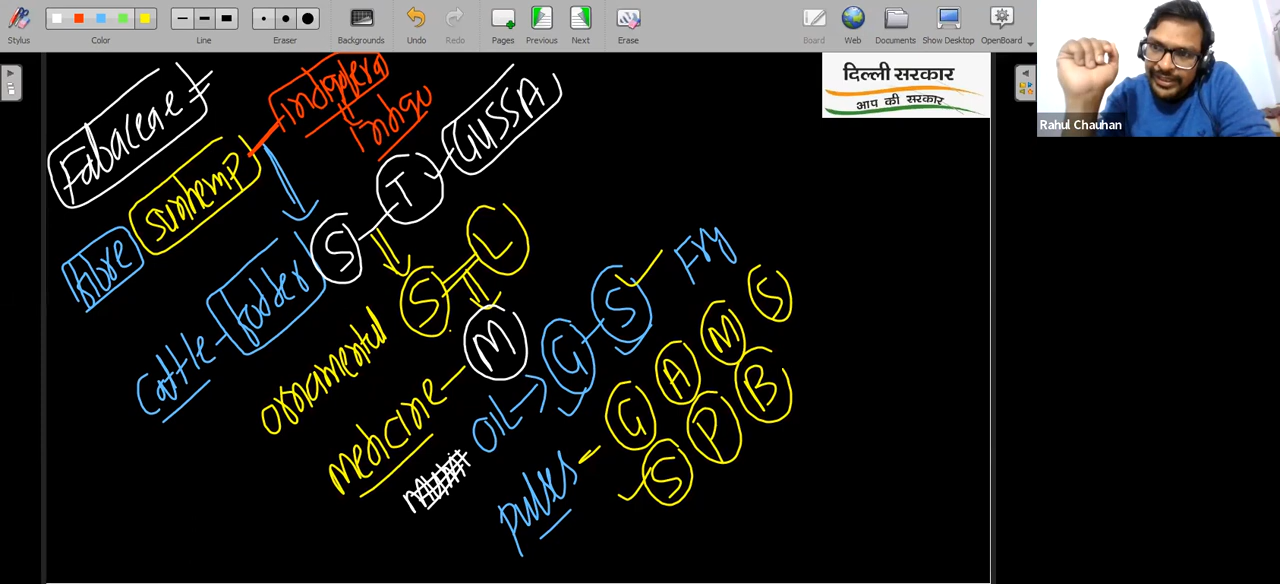 Stylus
Color
Line
Eraser
Backgrounds
Undo
Redo
Pages
Previous
Next
Erase
Board
Web
Documents
Show Desktop
OpenBoard
दिल्ली सरकार
आप की सरकार
Rahul Chauhan
Fabaceae
Indigo
GUSSA
sunhemp
fibre
S T
Cattle - fodder
S L
ornamental
M
medicine
OIL → G S Fry
pulses - G A M S
S P B